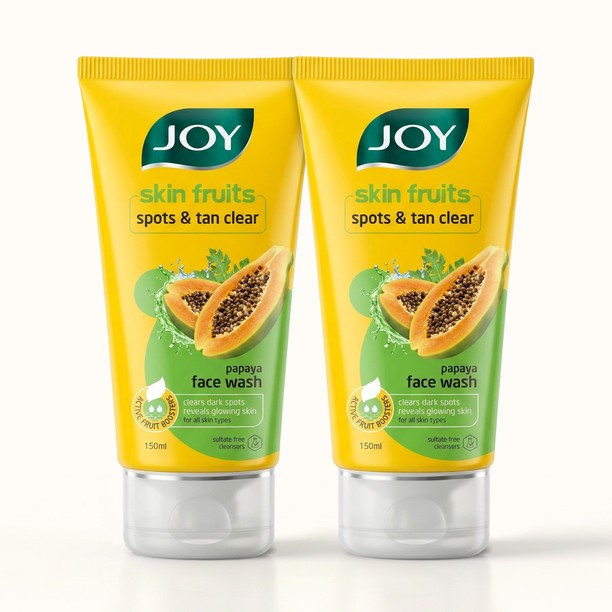 JOY
skin fruits
spots & tan clear
papaya
face wash
ACTIVE FRUIT BOOSTERS
clears dark spots
reveals glowing skin
for all skin types
150ml
sulfate free
cleansers
JOY
skin fruits
spots & tan clear
papaya
face wash
ACTIVE FRUIT BOOSTERS
clears dark spots
reveals glowing skin
for all skin types
150ml
sulfate free
cleansers